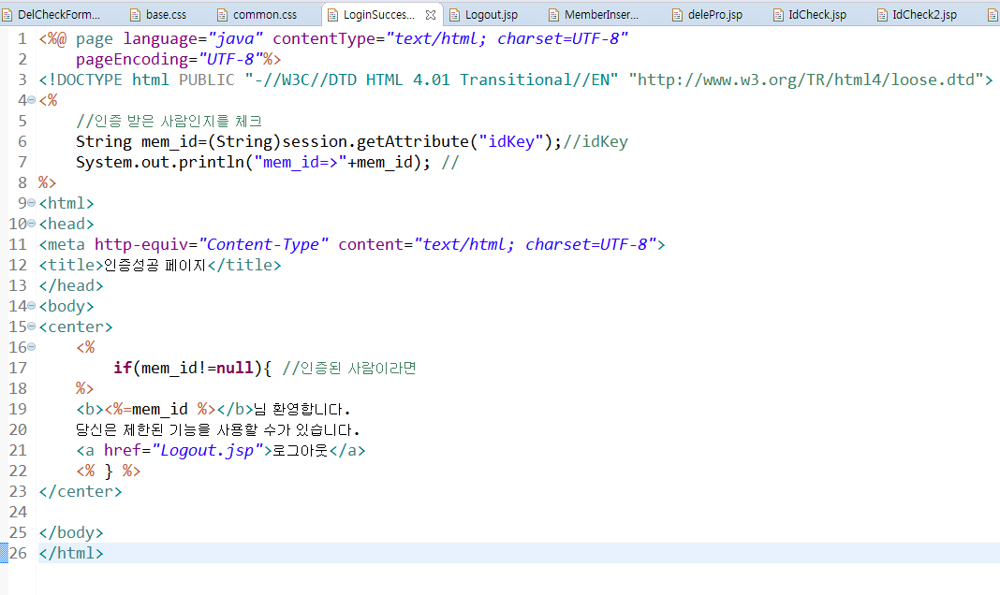 DelCheckForm... base.css common.css LoginSucces... Logout.jsp MemberInser... delePro.jsp IdCheck.jsp IdCheck2.jsp
1 <%@ page language="java" contentType="text/html; charset=UTF-8"
2 pageEncoding="UTF-8"%>
3 <!DOCTYPE html PUBLIC "-//W3C//DTD HTML 4.01 Transitional//EN" "http://www.w3.org/TR/html4/loose.dtd">
4 <%
5 //인증 받은 사람인지를 체크
6 String mem_id=(String)session.getAttribute("idKey");//idKey
7 System.out.println("mem_id=>"+mem_id); //
8 %>
9 <html>
10 <head>
11 <meta http-equiv="Content-Type" content="text/html; charset=UTF-8">
12 <title>인증성공 페이지</title>
13 </head>
14 <body>
15 <center>
16 <%
17 if(mem_id!=null){ //인증된 사람이라면
18 %>
19 <b><%=mem_id %></b>님 환영합니다.
20 당신은 제한된 기능을 사용할 수가 있습니다.
21 <a href="Logout.jsp">로그아웃</a>
22 <% } %>
23 </center>
24
25 </body>
26 </html>